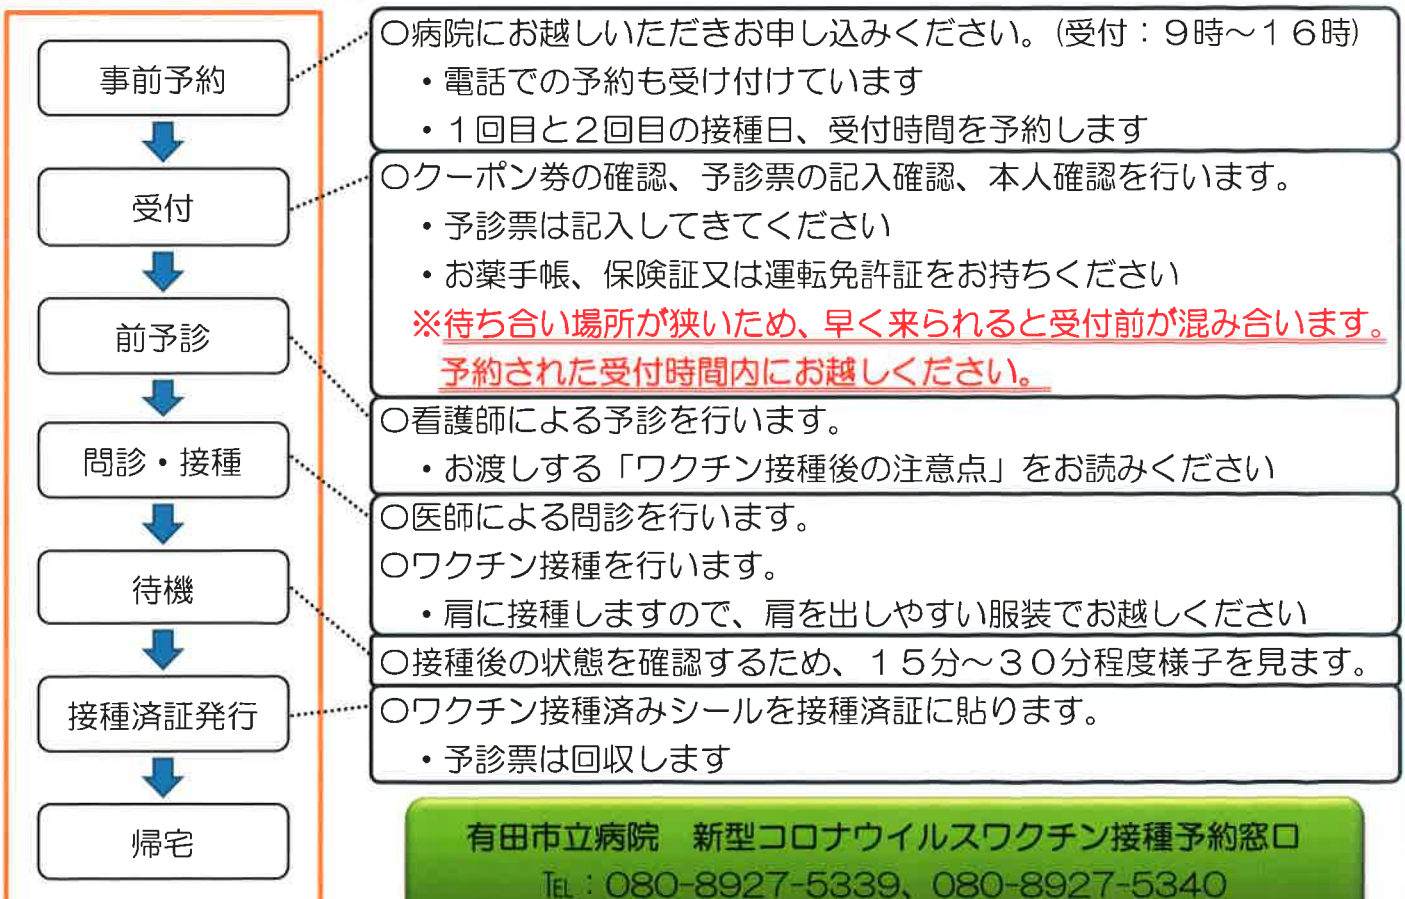 事前予約
○病院にお越しいただきお申し込みください。(受付：９時～１６時)
・電話での予約も受け付けています
・１回目と２回目の接種日、受付時間を予約します
受付
○クーポン券の確認、予診票の記入確認、本人確認を行います。
・予診票は記入してきてください
・お薬手帳、保険証又は運転免許証をお持ちください
※待ち合い場所が狭いため、早く来られると受付前が混み合います。
予約された受付時間内にお越しください。
前予診
○看護師による予診を行います。
・お渡しする「ワクチン接種後の注意点」をお読みください
問診・接種
○医師による問診を行います。
○ワクチン接種を行います。
・肩に接種しますので、肩を出しやすい服装でお越しください
待機
○接種後の状態を確認するため、１５分～３０分程度様子を見ます。
接種済証発行
○ワクチン接種済みシールを接種済証に貼ります。
・予診票は回収します
帰宅
有田市立病院　新型コロナウイルスワクチン接種予約窓口
℡：080-8927-5339、080-8927-5340